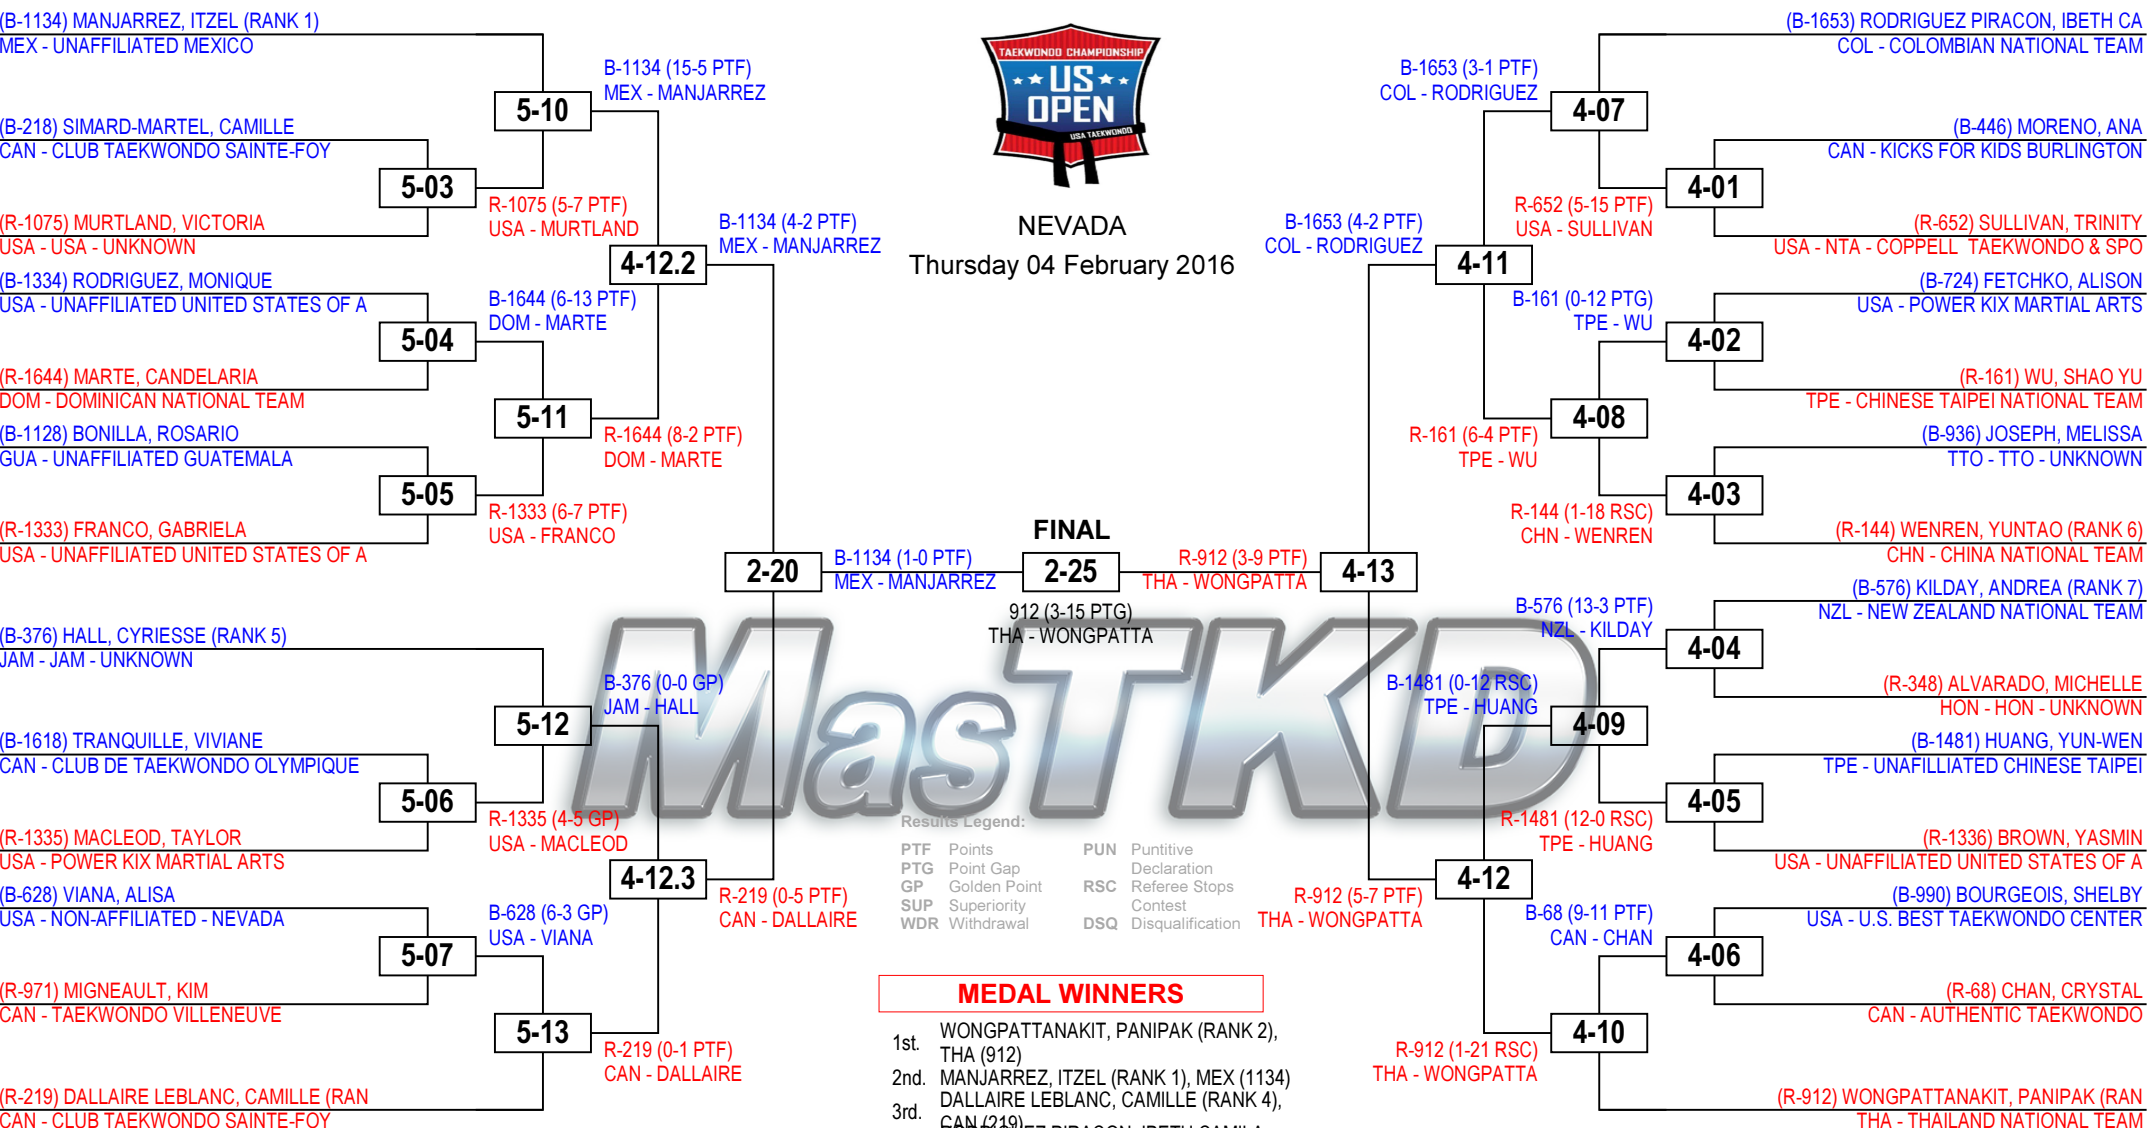 (B-1134) MANJARREZ, ITZEL (RANK 1)
MEX - UNAFFILIATED MEXICO
(B-218) SIMARD-MARTEL, CAMILLE
CAN - CLUB TAEKWONDO SAINTE-FOY
(R-1075) MURTLAND, VICTORIA
USA - USA - UNKNOWN
(B-1334) RODRIGUEZ, MONIQUE
USA - UNAFFILIATED UNITED STATES OF A
(R-1644) MARTE, CANDELARIA
DOM - DOMINICAN NATIONAL TEAM
(B-1128) BONILLA, ROSARIO
GUA - UNAFFILIATED GUATEMALA
(R-1333) FRANCO, GABRIELA
USA - UNAFFILIATED UNITED STATES OF A
(B-376) HALL, CYRIESSE (RANK 5)
JAM - JAM - UNKNOWN
(B-1618) TRANQUILLE, VIVIANE
CAN - CLUB DE TAEKWONDO OLYMPIQUE
(R-1335) MACLEOD, TAYLOR
USA - POWER KIX MARTIAL ARTS
(B-628) VIANA, ALISA
USA - NON-AFFILIATED - NEVADA
(R-971) MIGNEAULT, KIM
CAN - TAEKWONDO VILLENEUVE
(R-219) DALLAIRE LEBLANC, CAMILLE (RAN
CAN - CLUB TAEKWONDO SAINTE-FOY
5-03
5-04
5-05
5-06
5-07
R-1075 (5-7 PTF)
USA - MURTLAND
B-1644 (6-13 PTF)
DOM - MARTE
R-1333 (6-7 PTF)
USA - FRANCO
R-1335 (4-5 GP)
USA - MACLEOD
B-628 (6-3 GP)
USA - VIANA
5-10
5-11
5-12
5-13
B-1134 (15-5 PTF)
MEX - MANJARREZ
R-1644 (8-2 PTF)
DOM - MARTE
B-376 (0-0 GP)
JAM - HALL
R-219 (0-1 PTF)
CAN - DALLAIRE
4-12.2
4-12.3
B-1134 (4-2 PTF)
MEX - MANJARREZ
R-219 (0-5 PTF)
CAN - DALLAIRE
2-20
B-1134 (1-0 PTF)
MEX - MANJARREZ
TAEKWONDO CHAMPIONSHIP
US
OPEN
USA TAEKWONDO
NEVADA
Thursday 04 February 2016
FINAL
2-25
912 (3-15 PTG)
THA - WONGPATTA
MasTKD
Results Legend:
PTF Points
PTG Point Gap
GP Golden Point
SUP Superiority
WDR Withdrawal
PUN Puntitive
Declaration
RSC Referee Stops
Contest
DSQ Disqualification
MEDAL WINNERS
1st. WONGPATTANAKIT, PANIPAK (RANK 2),
THA (912)
2nd. MANJARREZ, ITZEL (RANK 1), MEX (1134)
3rd. DALLAIRE LEBLANC, CAMILLE (RANK 4),
CAN (219)
RODRIGUEZ PIRACON, IBETH CAMILA
R-912 (3-9 PTF)
THA - WONGPATTA
4-13
B-1653 (4-2 PTF)
COL - RODRIGUEZ
R-912 (5-7 PTF)
THA - WONGPATTA
4-11
4-12
B-1653 (3-1 PTF)
COL - RODRIGUEZ
R-161 (6-4 PTF)
TPE - WU
B-1481 (0-12 RSC)
TPE - HUANG
R-912 (1-21 RSC)
THA - WONGPATTA
4-07
4-08
4-09
4-10
R-652 (5-15 PTF)
USA - SULLIVAN
B-161 (0-12 PTG)
TPE - WU
R-144 (1-18 RSC)
CHN - WENREN
B-576 (13-3 PTF)
NZL - KILDAY
R-1481 (12-0 RSC)
TPE - HUANG
B-68 (9-11 PTF)
CAN - CHAN
4-01
4-02
4-03
4-04
4-05
4-06
(B-1653) RODRIGUEZ PIRACON, IBETH CA
COL - COLOMBIAN NATIONAL TEAM
(B-446) MORENO, ANA
CAN - KICKS FOR KIDS BURLINGTON
(R-652) SULLIVAN, TRINITY
USA - NTA - COPPELL TAEKWONDO & SPO
(B-724) FETCHKO, ALISON
USA - POWER KIX MARTIAL ARTS
(R-161) WU, SHAO YU
TPE - CHINESE TAIPEI NATIONAL TEAM
(B-936) JOSEPH, MELISSA
TTO - TTO - UNKNOWN
(R-144) WENREN, YUNTAO (RANK 6)
CHN - CHINA NATIONAL TEAM
(B-576) KILDAY, ANDREA (RANK 7)
NZL - NEW ZEALAND NATIONAL TEAM
(R-348) ALVARADO, MICHELLE
HON - HON - UNKNOWN
(B-1481) HUANG, YUN-WEN
TPE - UNAFILLIATED CHINESE TAIPEI
(R-1336) BROWN, YASMIN
USA - UNAFFILIATED UNITED STATES OF A
(B-990) BOURGEOIS, SHELBY
USA - U.S. BEST TAEKWONDO CENTER
(R-68) CHAN, CRYSTAL
CAN - AUTHENTIC TAEKWONDO
(R-912) WONGPATTANAKIT, PANIPAK (RAN
THA - THAILAND NATIONAL TEAM